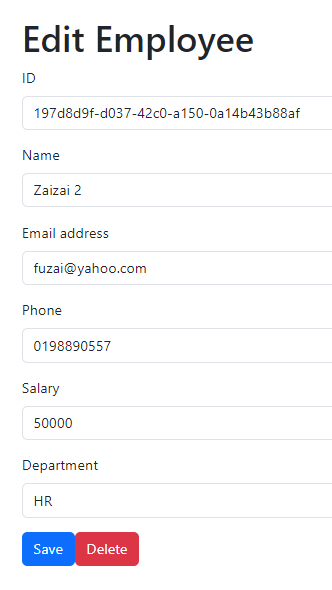 Edit Employee
ID
197d8d9f-d037-42c0-a150-0a14b43b88af
Name
Zaizai 2
Email address
fuzai@yahoo.com
Phone
0198890557
Salary
50000
Department
HR
Save Delete